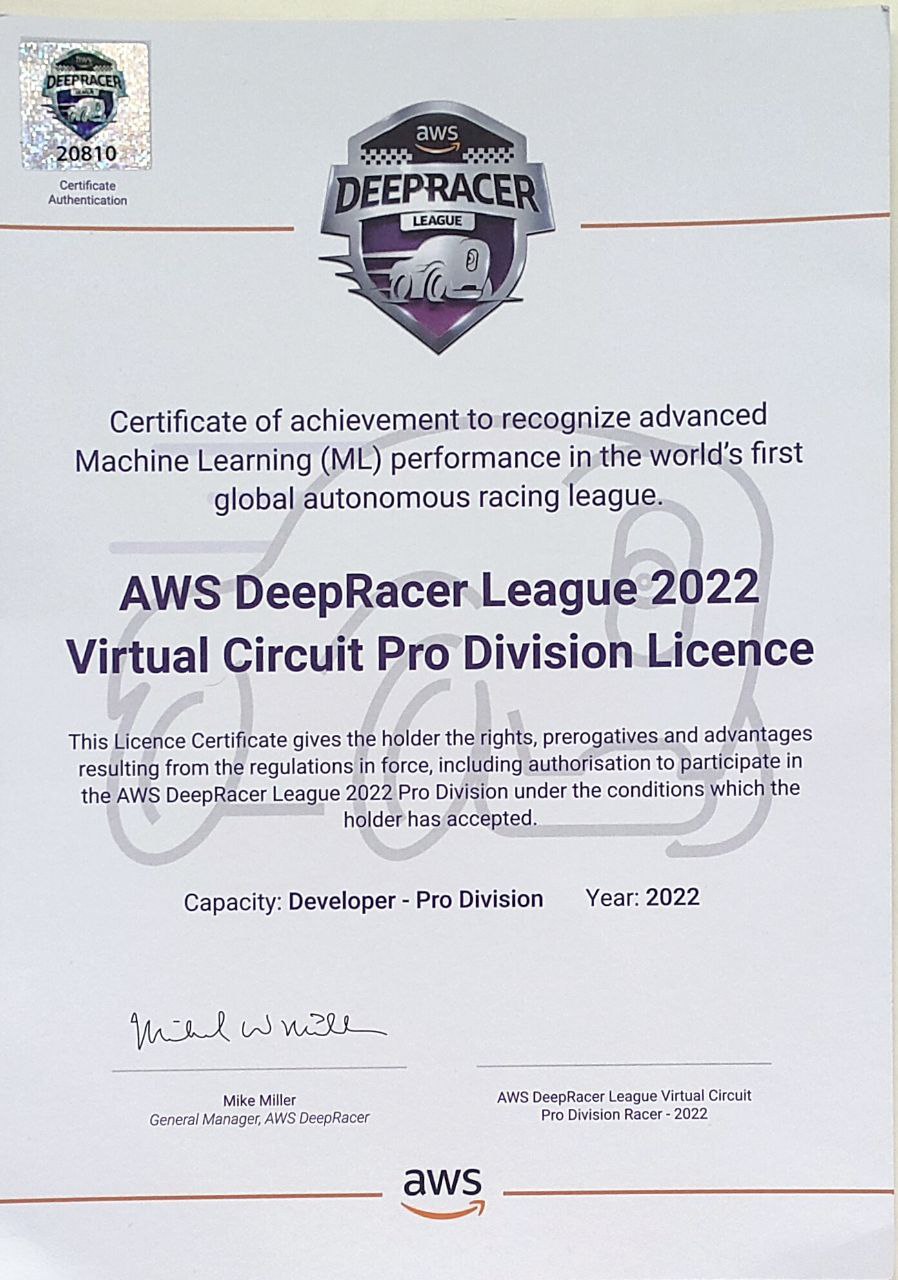 aws
DEEPRACER
LEAGUE
20810
Certificate
Authentication
aws
DEEPRACER
LEAGUE
Certificate of achievement to recognize advanced
Machine Learning (ML) performance in the world's first
global autonomous racing league.
AWS DeepRacer League 2022
Virtual Circuit Pro Division Licence
This Licence Certificate gives the holder the rights, prerogatives and advantages
resulting from the regulations in force, including authorisation to participate in
the AWS DeepRacer League 2022 Pro Division under the conditions which the
holder has accepted.
Capacity: Developer - Pro Division Year: 2022
Michael W Miller
Mike Miller
General Manager, AWS DeepRacer
AWS DeepRacer League Virtual Circuit
Pro Division Racer - 2022
aws